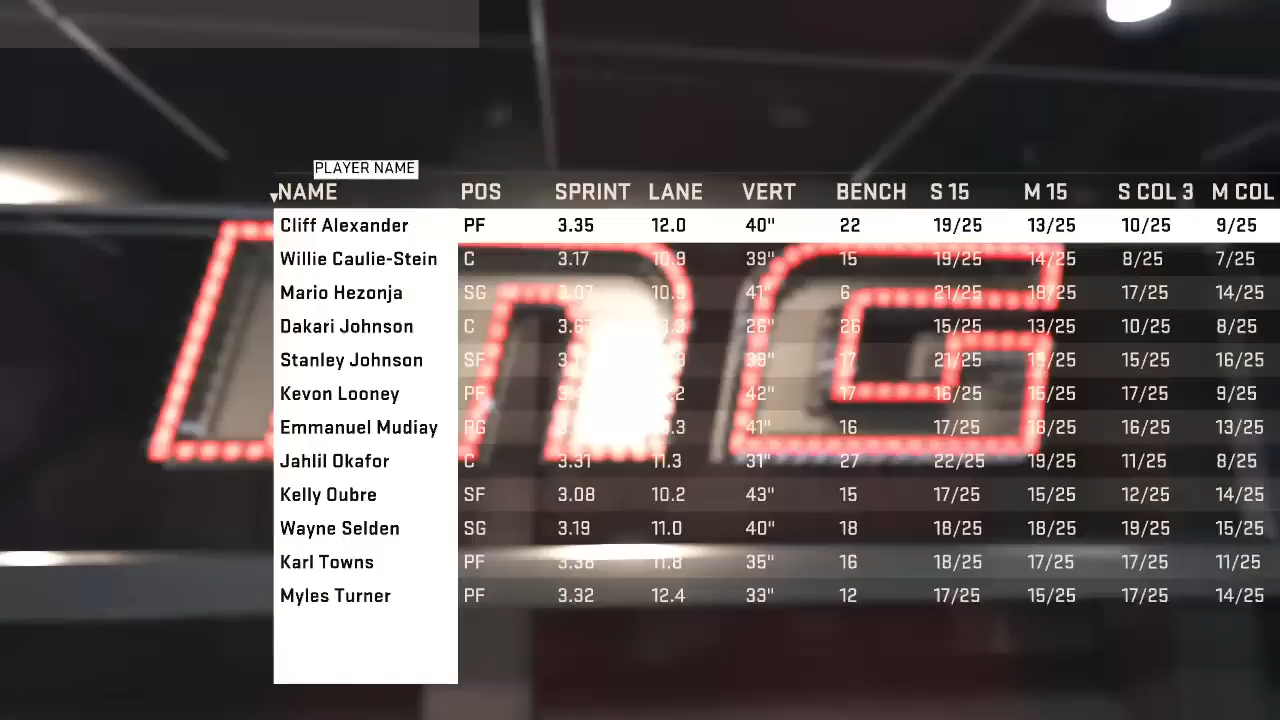 PLAYER NAME
NAME POS SPRINT LANE VERT BENCH S 15 M 15 S COL 3 M COL
Cliff Alexander PF 3.35 12.0 40" 22 19/25 13/25 10/25 9/25
Willie Caulie-Stein C 3.17 10.9 39" 15 19/25 14/25 8/25 7/25
Mario Hezonja SG 3.07 10.9 41" 6 21/25 18/25 17/25 14/25
Dakari Johnson C 26" 26 15/25 13/25 10/25 8/25
Stanley Johnson SF 39" 17 21/25 15/25 16/25
Kevon Looney PF 42" 17 16/25 15/25 17/25 9/25
Emmanuel Mudiay PG 41" 16 17/25 18/25 16/25 13/25
Jahlil Okafor C 3.31 11.3 31" 27 22/25 19/25 11/25 8/25
Kelly Oubre SF 3.08 10.2 43" 15 17/25 15/25 12/25 14/25
Wayne Selden SG 3.19 11.0 40" 18 18/25 18/25 19/25 15/25
Karl Towns PF 3.38 11.8 35" 16 18/25 17/25 17/25 11/25
Myles Turner PF 3.32 12.4 33" 12 17/25 15/25 17/25 14/25